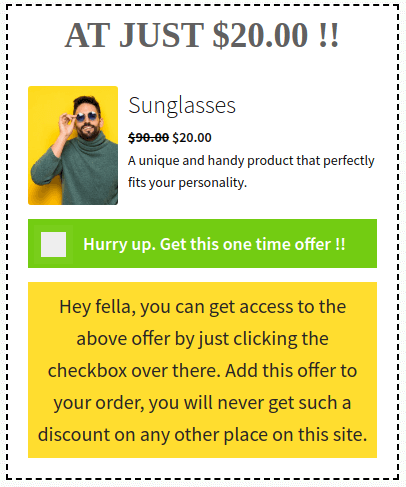 AT JUST $20.00 !!
Sunglasses
$90.00 $20.00
A unique and handy product that perfectly
fits your personality.
Hurry up. Get this one time offer !!
Hey fella, you can get access to the
above offer by just clicking the
checkbox over there. Add this offer to
your order, you will never get such a
discount on any other place on this site.